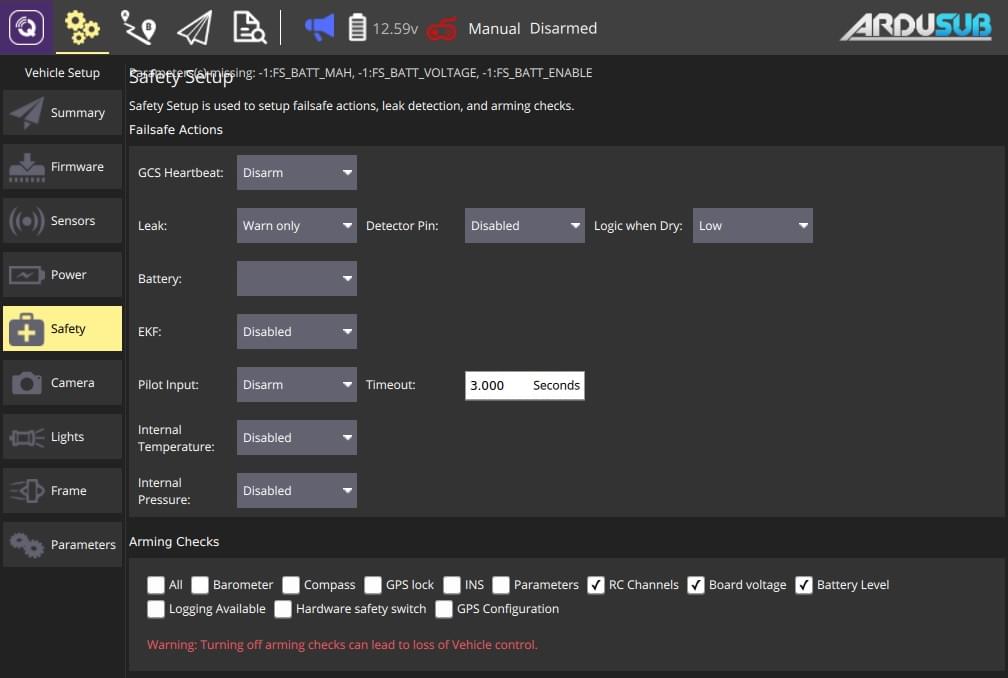 12.59v Manual Disarmed ARDUSUB
Vehicle Setup
Summary
Firmware
Sensors
Power
Safety
Camera
Lights
Frame
Parameters
Parameters(s) missing: -1:FS_BATT_MAH, -1:FS_BATT_VOLTAGE, -1:FS_BATT_ENABLE
Safety Setup
Safety Setup is used to setup failsafe actions, leak detection, and arming checks.
Failsafe Actions
GCS Heartbeat: Disarm
Leak: Warn only Detector Pin: Disabled Logic when Dry: Low
Battery:
EKF: Disabled
Pilot Input: Disarm Timeout: 3.000 Seconds
Internal
Temperature: Disabled
Internal
Pressure: Disabled
Arming Checks
All Barometer Compass GPS lock INS Parameters RC Channels Board voltage Battery Level
Logging Available Hardware safety switch GPS Configuration
Warning: Turning off arming checks can lead to loss of Vehicle control.